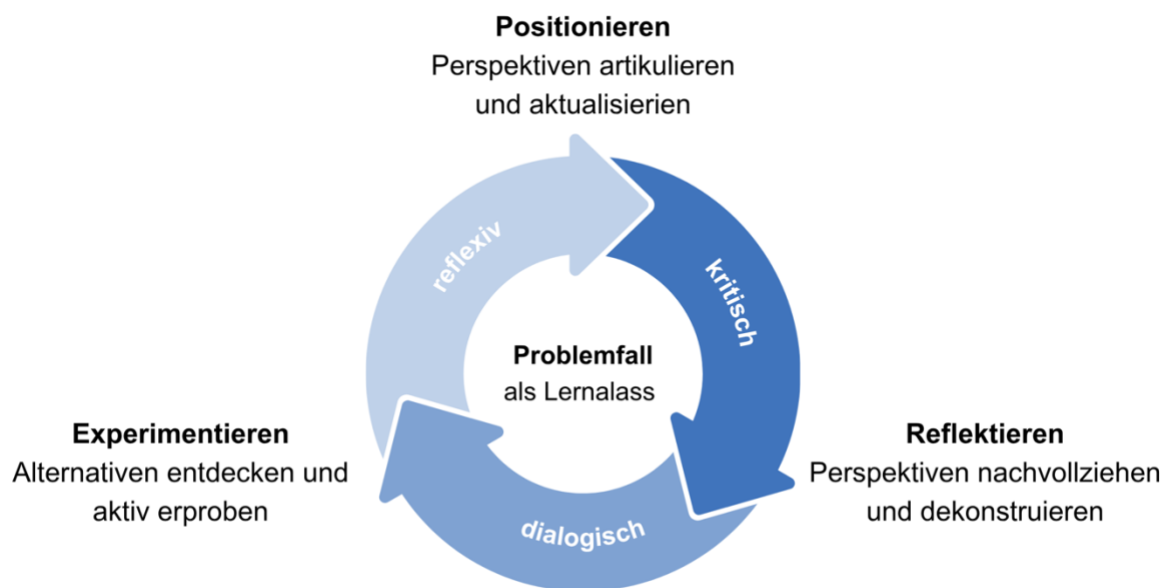 Positionieren
Perspektiven artikulieren
und aktualisierien
reflexiv
kritisch
Problemfall
als Lernalass
Experimentieren
Alternativen entdecken und
aktiv erproben
Reflektieren
Perspektiven nachvollziehen
und dekonstruieren
dialogisch